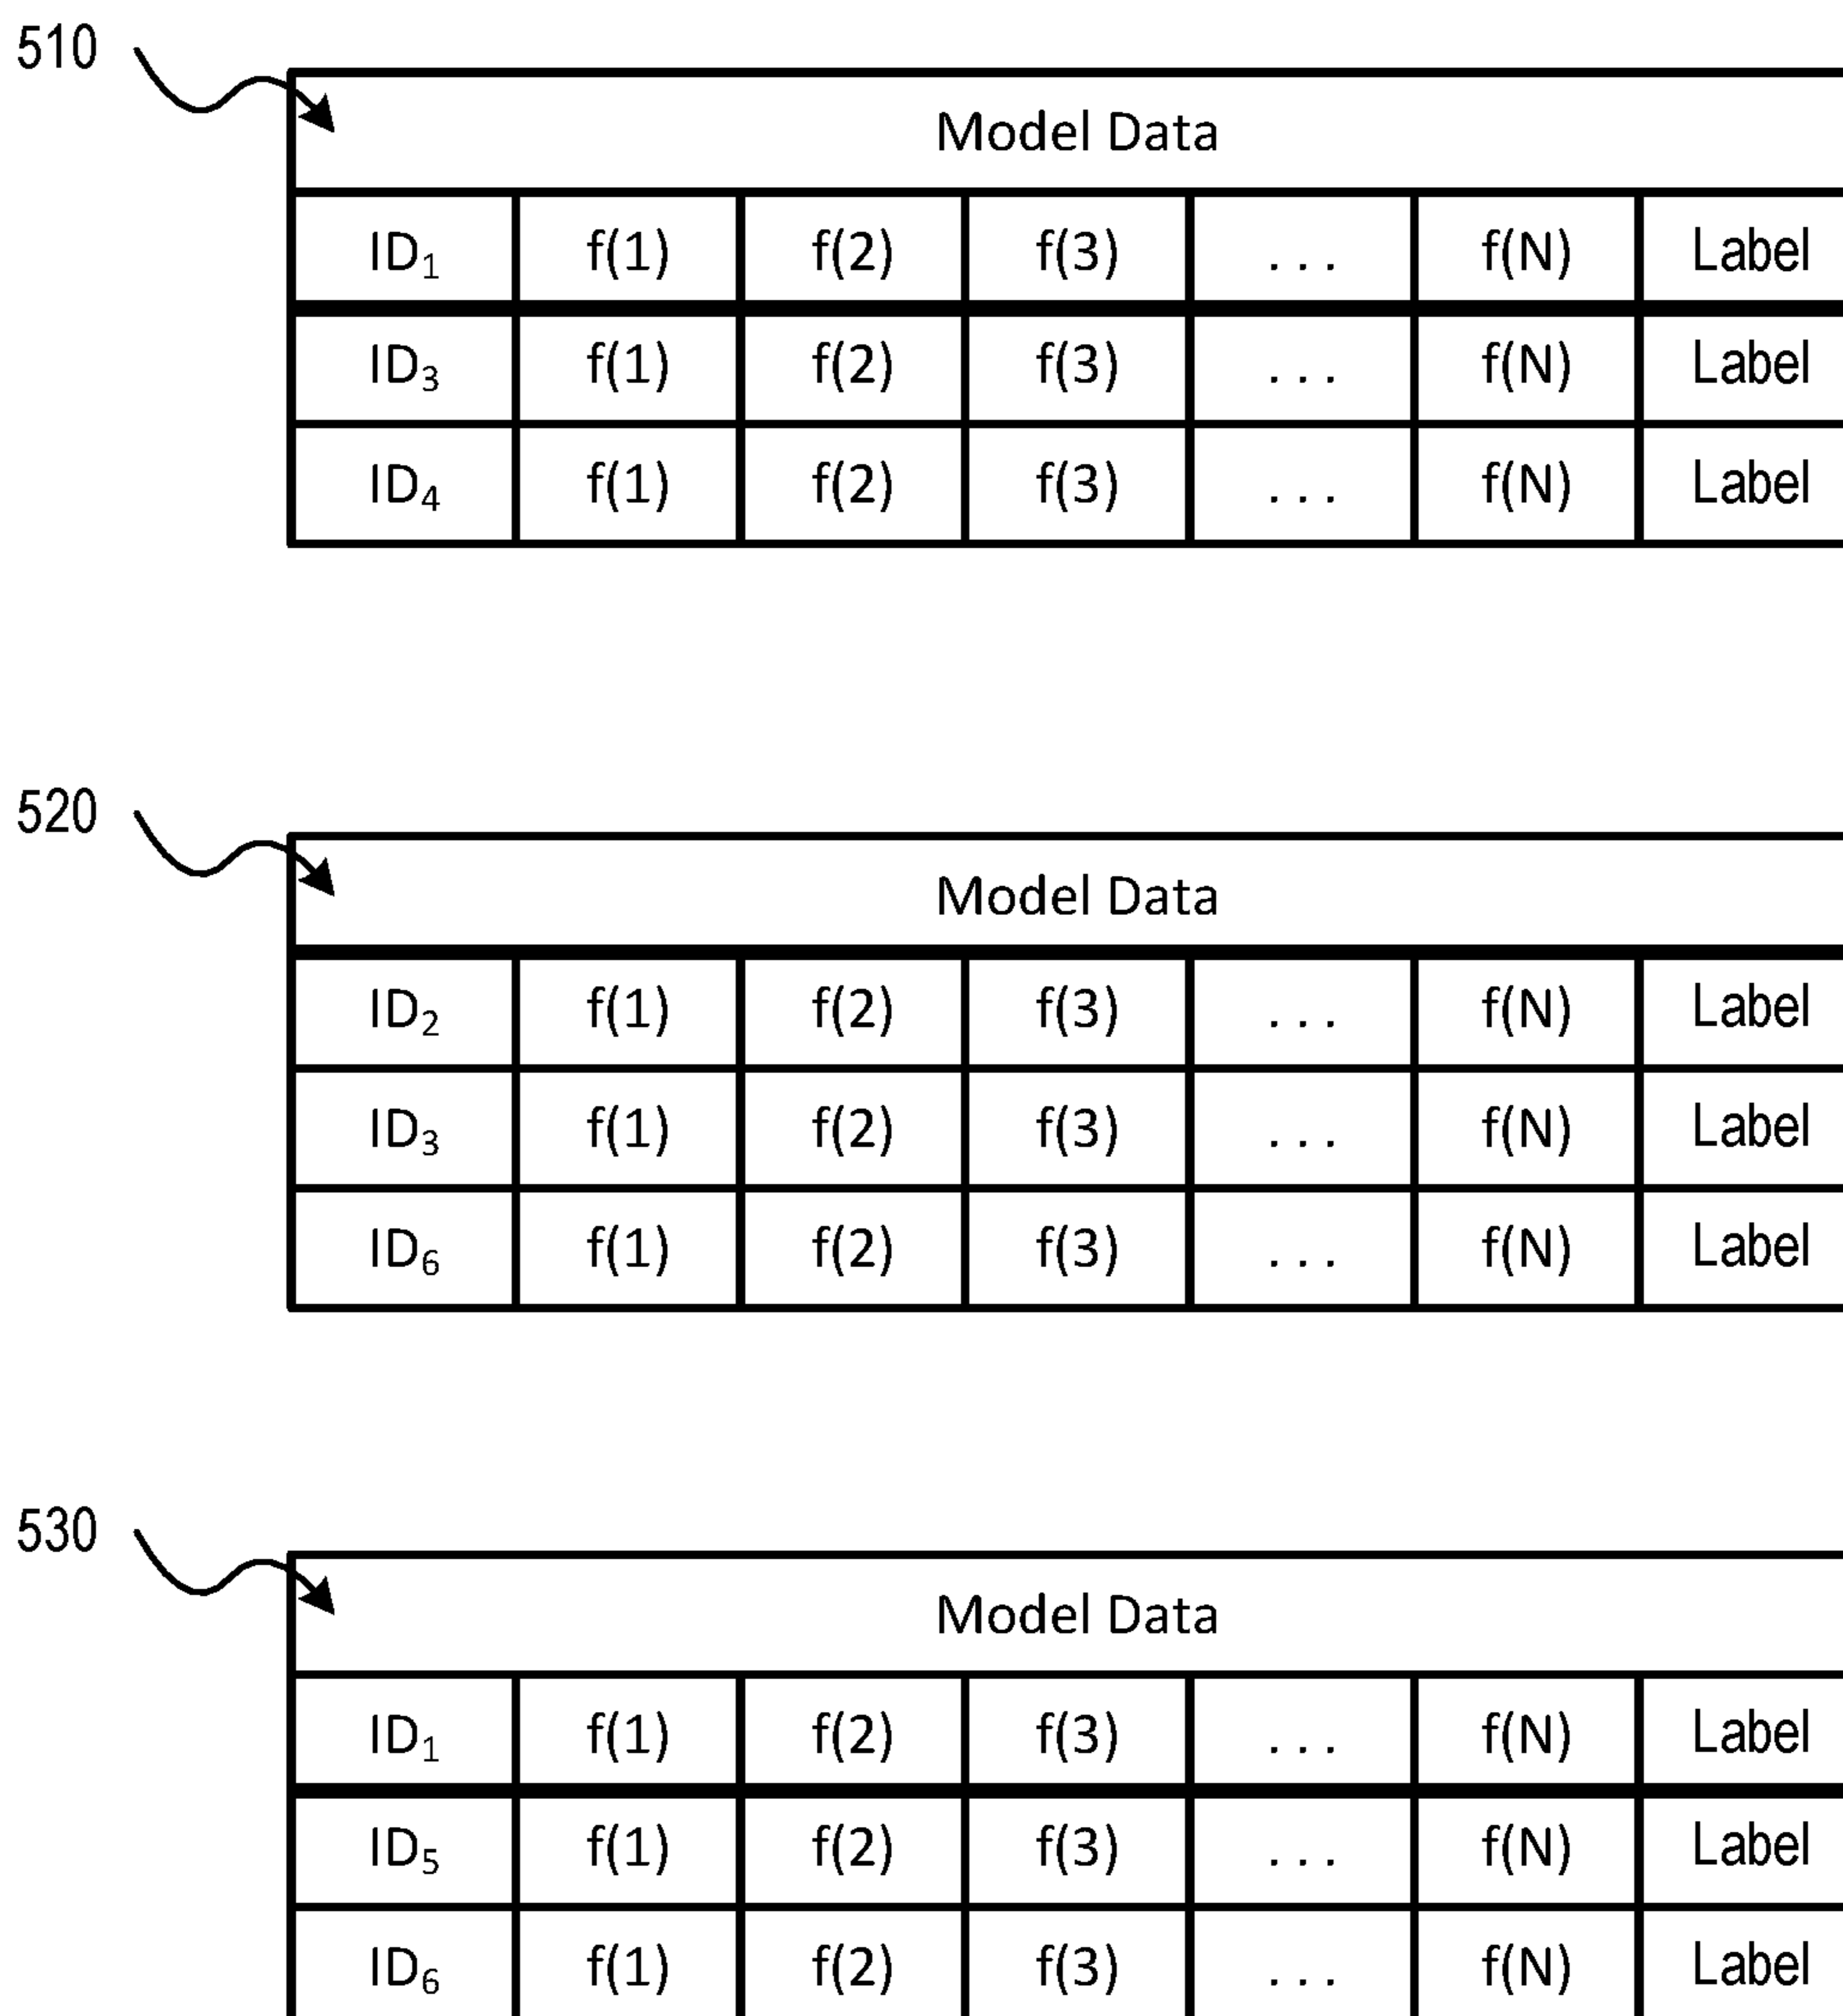 510
Model Data
ID₁ f(1) f(2) f(3) . . . f(N) Label
ID₃ f(1) f(2) f(3) . . . f(N) Label
ID₄ f(1) f(2) f(3) . . . f(N) Label
520
Model Data
ID₂ f(1) f(2) f(3) . . . f(N) Label
ID₃ f(1) f(2) f(3) . . . f(N) Label
ID₆ f(1) f(2) f(3) . . . f(N) Label
530
Model Data
ID₁ f(1) f(2) f(3) . . . f(N) Label
ID₅ f(1) f(2) f(3) . . . f(N) Label
ID₆ f(1) f(2) f(3) . . . f(N) Label